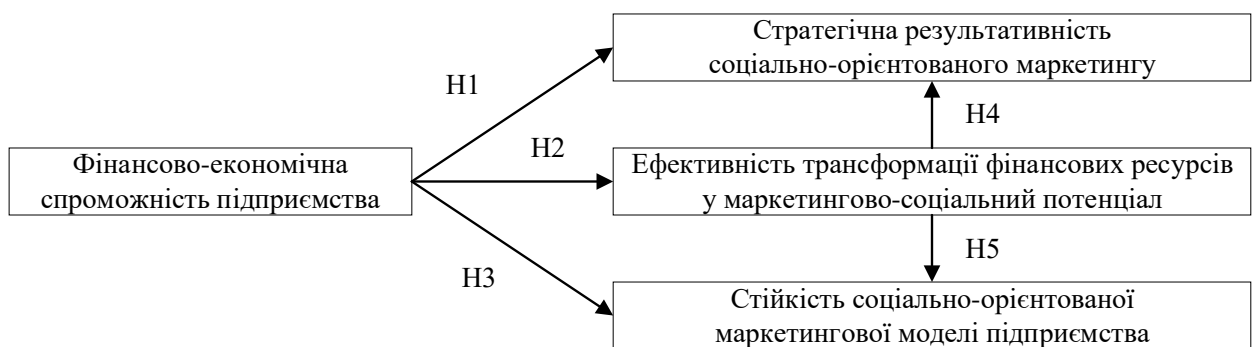 Стратегічна результативність
соціально-орієнтованого маркетингу
H1
H4
H2
Фінансово-економічна
спроможність підприємства
Ефективність трансформації фінансових ресурсів
у маркетингово-соціальний потенціал
H3
H5
Стійкість соціально-орієнтованої
маркетингової моделі підприємства